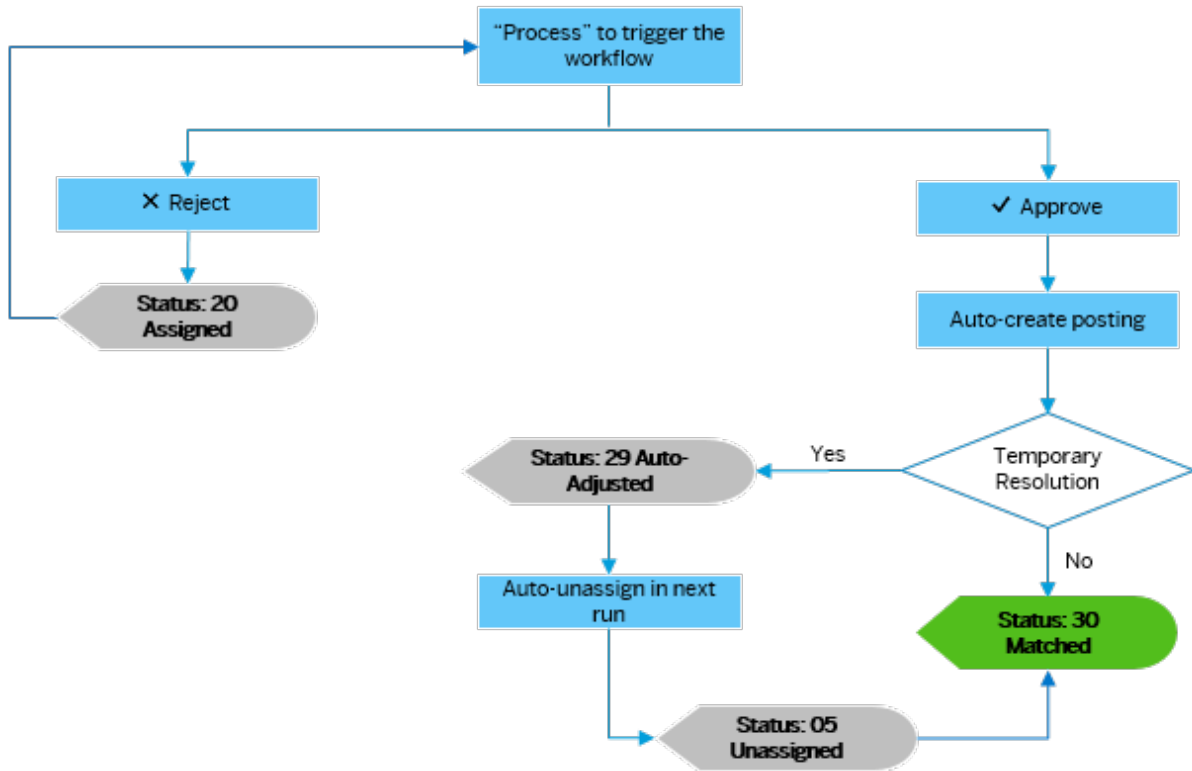 “Process” to trigger the
workflow
✕ Reject
✓ Approve
Status: 20
Assigned
Auto-create posting
Temporary
Resolution
Yes
Status: 29 Auto-
Adjusted
No
Auto-unassign in next
run
Status: 30
Matched
Status: 05
Unassigned